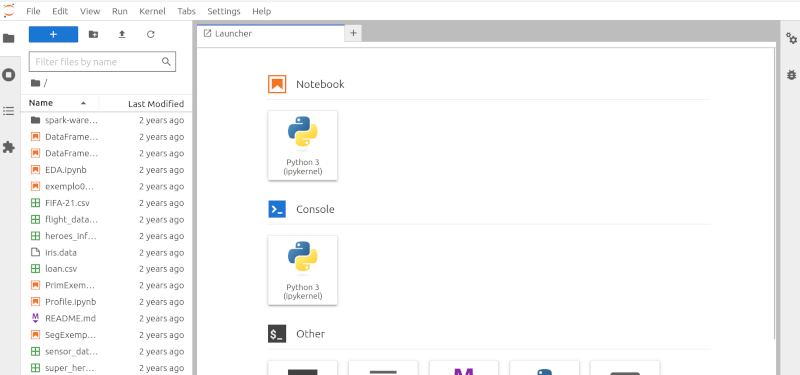 File Edit View Run Kernel Tabs Settings Help
Launcher
Filter files by name
/
Name Last Modified
spark-ware... 2 years ago
DataFrame... 2 years ago
DataFrame... 2 years ago
EDA.ipynb 2 years ago
exemplo0... 2 years ago
FIFA-21.csv 2 years ago
flight_data... 2 years ago
heroes_inf... 2 years ago
iris.data 2 years ago
loan.csv 2 years ago
PrimExem... 2 years ago
Profile.ipynb 2 years ago
README.md 2 years ago
SegExemp... 2 years ago
sensor_dat... 2 years ago
super_her... 2 years ago
Notebook
Python 3
(ipykernel)
Console
Python 3
(ipykernel)
$_ Other